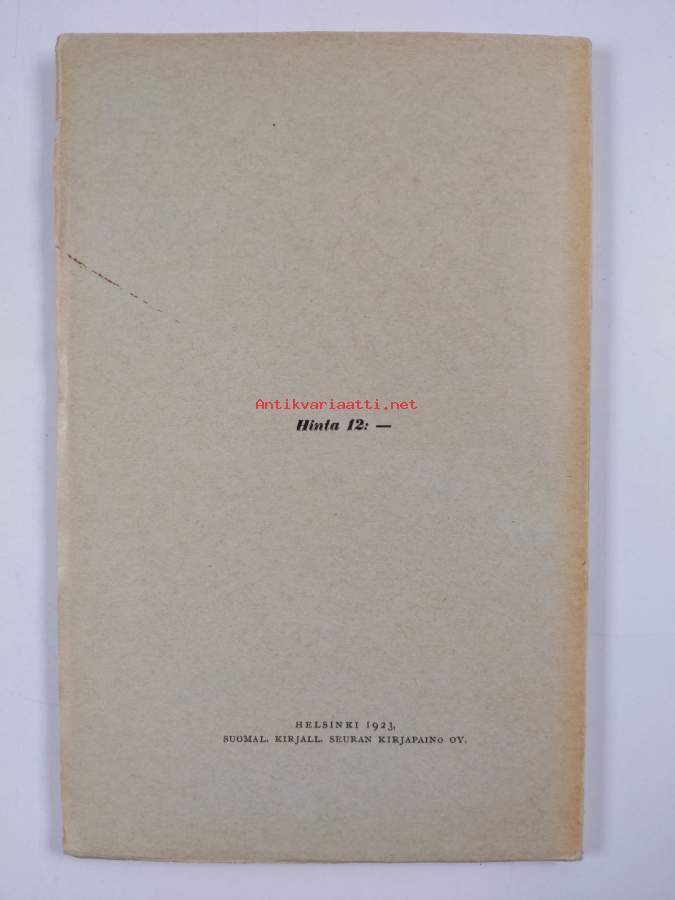 Antikvariaatti.net
Hinta 12: —
HELSINKI 1923,
SUOMAL. KIRJALL. SEURAN KIRJAPAINO OY.